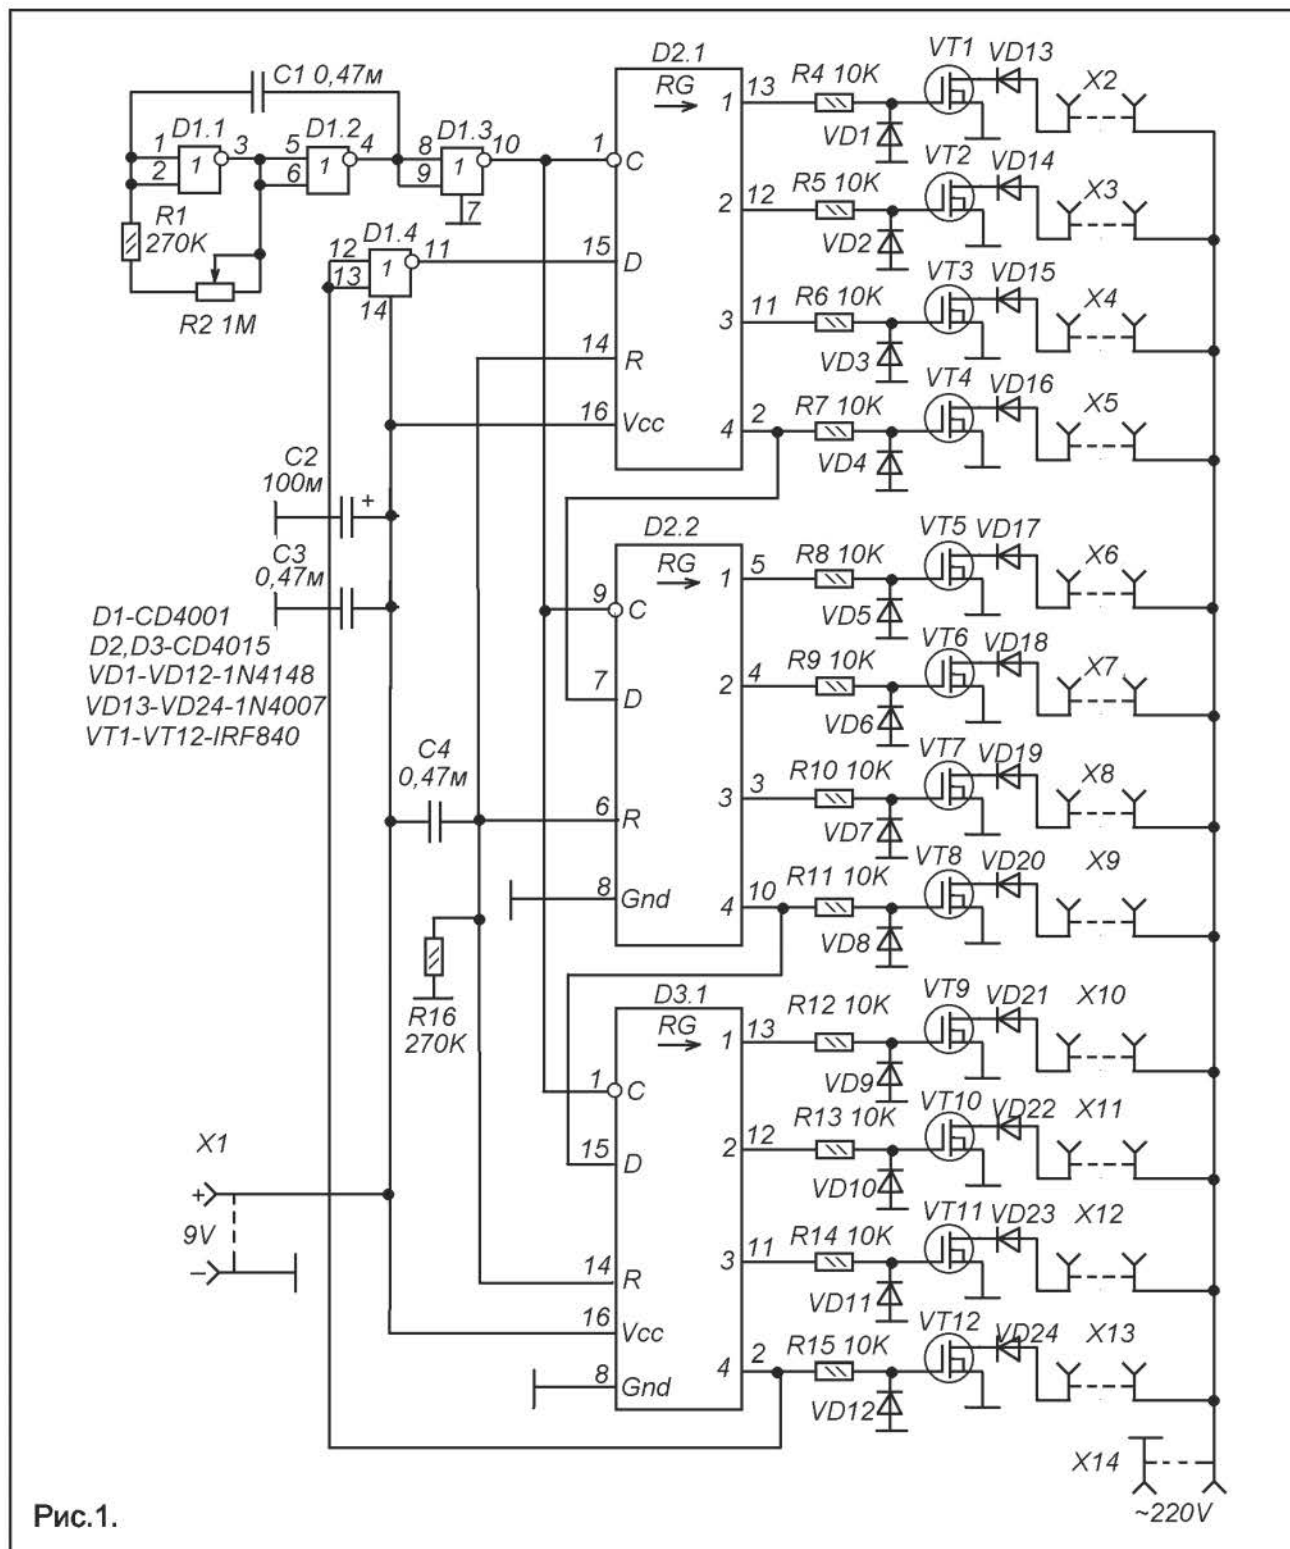 C1 0,47м
D1.1
D1.2
D1.3
1
2
1
3
5
6
1
4
8
9
1
10
7
R1
270K
R2 1M
D1.4
12
13
1
11
14
C2
100м
+
C3
0,47м
D1-CD4001
D2,D3-CD4015
VD1-VD12-1N4148
VD13-VD24-1N4007
VT1-VT12-IRF840
C4
0,47м
R16
270K
X1
+
9V
−
D2.1
RG
1 C
15 D
14 R
16 Vcc
1 13
2 12
3 11
4 2
R4 10K
VD1
VT1
VD13
X2
R5 10K
VD2
VT2
VD14
X3
R6 10K
VD3
VT3
VD15
X4
R7 10K
VD4
VT4
VD16
X5
D2.2
RG
9 C
7 D
6 R
8 Gnd
1 5
2 4
3 3
4 10
R8 10K
VD5
VT5
VD17
X6
R9 10K
VD6
VT6
VD18
X7
R10 10K
VD7
VT7
VD19
X8
R11 10K
VD8
VT8
VD20
X9
D3.1
RG
1 C
15 D
14 R
16 Vcc
8 Gnd
1 13
2 12
3 11
4 2
R12 10K
VD9
VT9
VD21
X10
R13 10K
VD10
VT10
VD22
X11
R14 10K
VD11
VT11
VD23
X12
R15 10K
VD12
VT12
VD24
X13
X14
~220V
Рис.1.